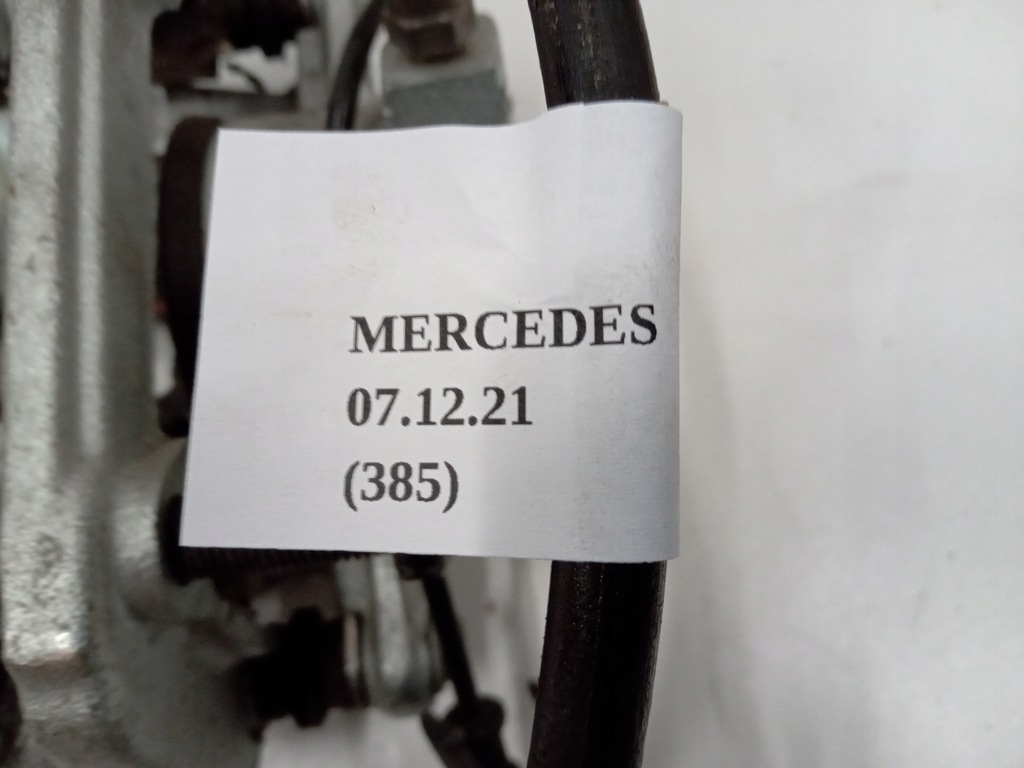 MERCEDES
07.12.21
(385)